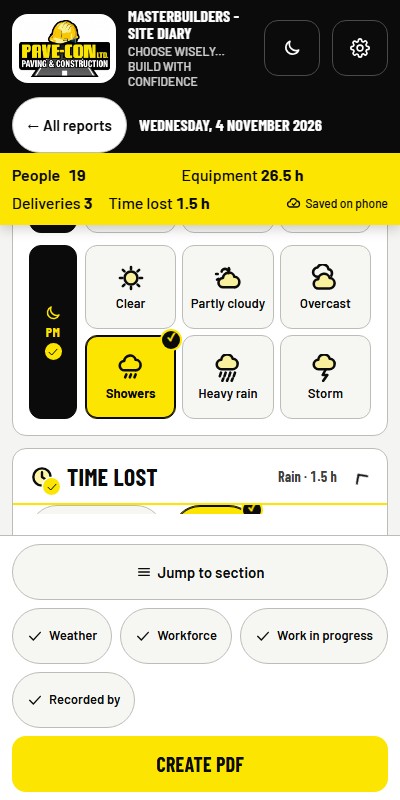 PAVE-CON LTD.
PAVING & CONSTRUCTION
MASTERBUILDERS -
SITE DIARY
CHOOSE WISELY...
BUILD WITH
CONFIDENCE
← All reports
WEDNESDAY, 4 NOVEMBER 2026
People 19
Equipment 26.5 h
Deliveries 3
Time lost 1.5 h
Saved on phone
PM
Clear
Partly cloudy
Overcast
Showers
Heavy rain
Storm
TIME LOST
Rain · 1.5 h
Jump to section
Weather
Workforce
Work in progress
Recorded by
CREATE PDF